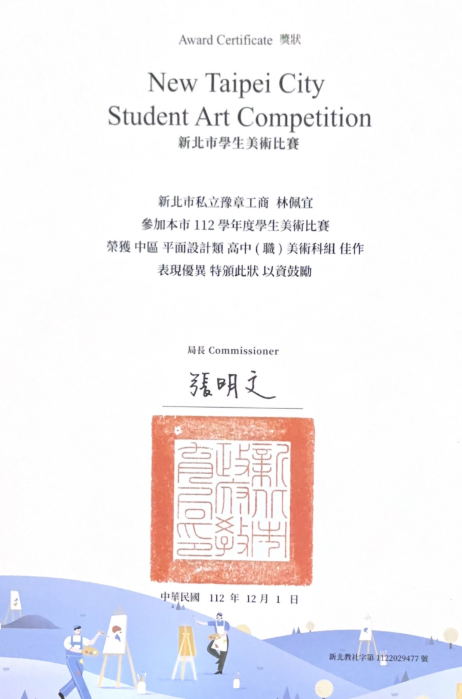 Award Certificate 獎狀
New Taipei City
Student Art Competition
新北市學生美術比賽
新北市私立豫章工商 林佩宜
參加本市 112 學年度學生美術比賽
榮獲 中區 平面設計類 高中 ( 職 ) 美術科組 佳作
表現優異 特頒此狀 以資鼓勵
局長 Commissioner
張明文
新北市
政府教
育局印
中華民國 112 年 12 月 1 日
新北教社字第 1122029477 號